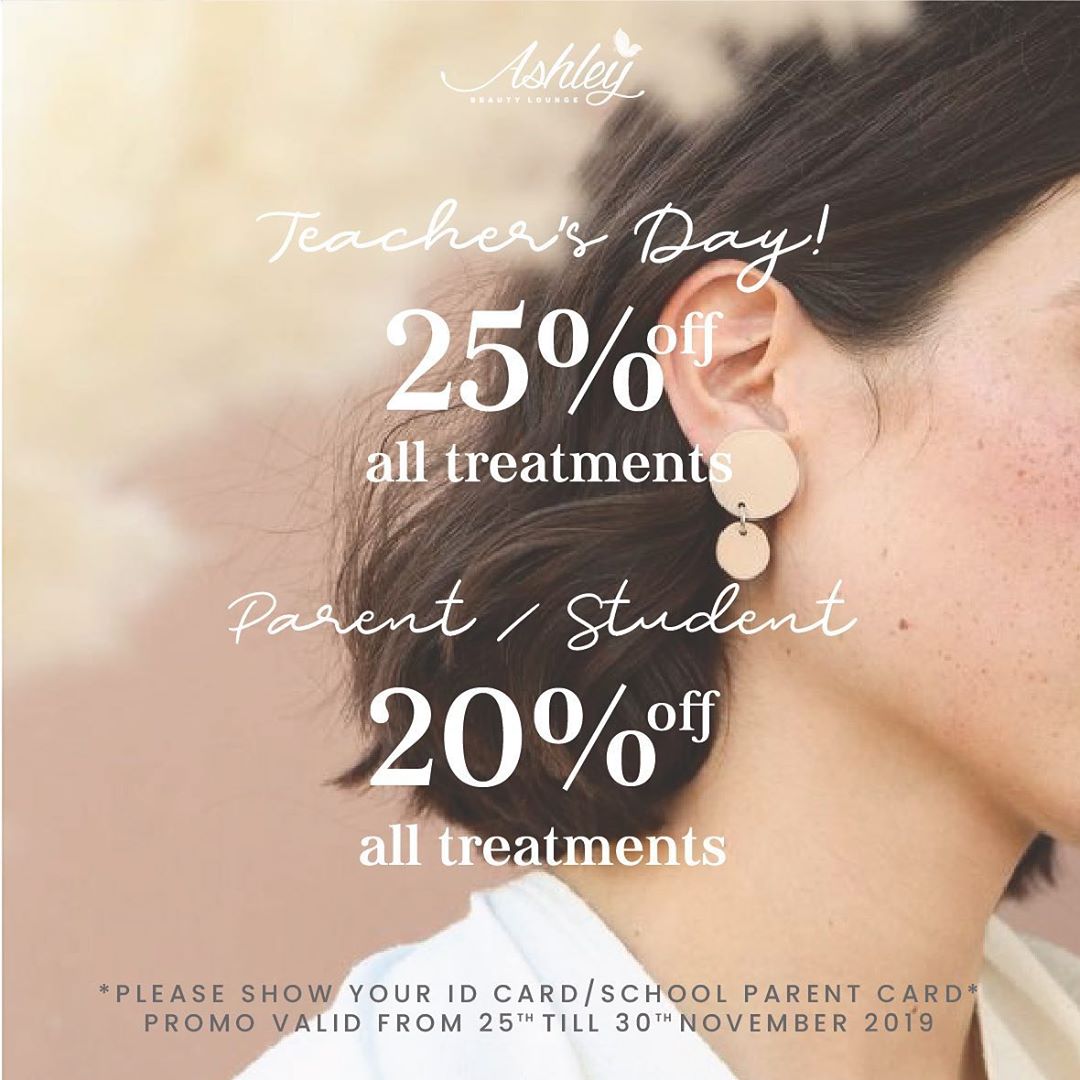 Ashley
BEAUTY LOUNGE
Teacher's Day!
25% off
all treatments
Parent / Student
20% off
all treatments
*PLEASE SHOW YOUR ID CARD/SCHOOL PARENT CARD*
PROMO VALID FROM 25TH TILL 30TH NOVEMBER 2019